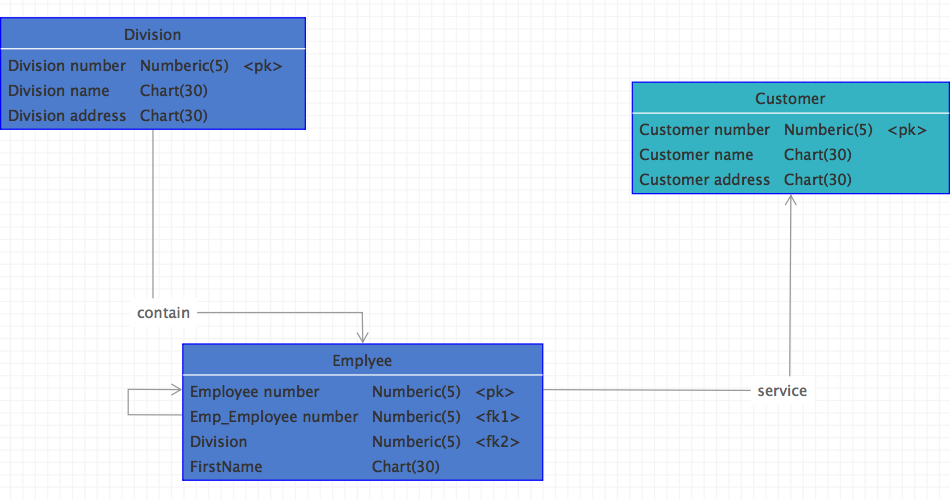 Division
Division number Numberic(5) <pk>
Division name Chart(30)
Division address Chart(30)
Customer
Customer number Numberic(5) <pk>
Customer name Chart(30)
Customer address Chart(30)
contain
Emplyee
Employee number Numberic(5) <pk>
Emp_Employee number Numberic(5) <fk1>
Division Numberic(5) <fk2>
FirstName Chart(30)
service